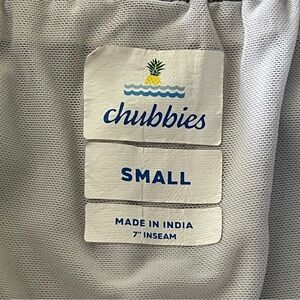 chubbies
SMALL
MADE IN INDIA
7" INSEAM